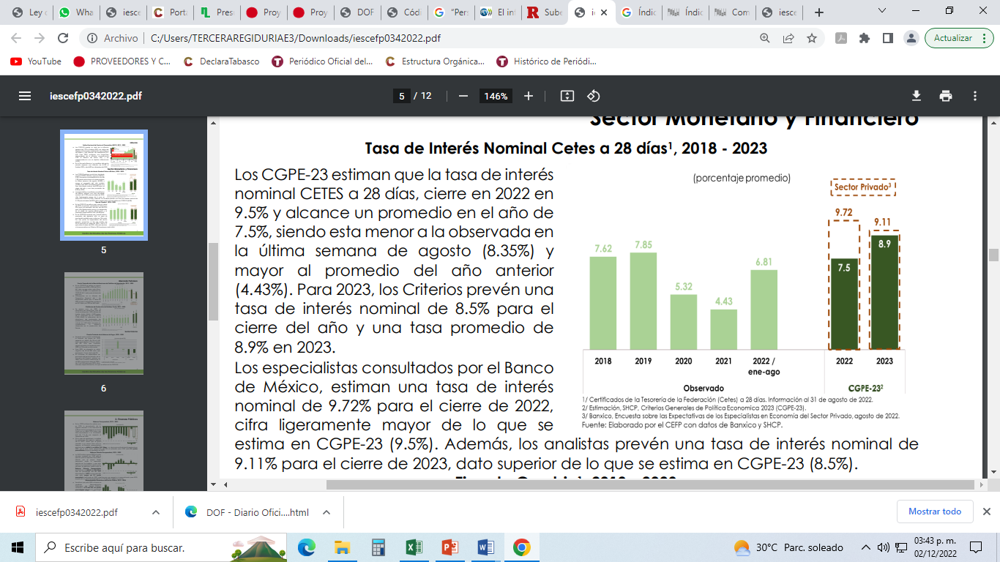 Ley
Wha
iesce
Porta
Pres
Proy
Proy
DOF
Códi
"Pers
El inf
Sube
ie
Índic
Índic
Com
iesce
Archivo
C:/Users/TERCERAREGIDURIAE3/Downloads/iescefp0342022.pdf
Actualizar
YouTube
PROVEEDORES Y C...
DeclaraTabasco
Periódico Oficial del...
Estructura Orgánica...
Histórico de Periódi...
iescefp0342022.pdf
5 / 12
146%
5
6
Sector Monetario y Financiero
Tasa de Interés Nominal Cetes a 28 días¹, 2018 - 2023
Los CGPE-23 estiman que la tasa de interés
nominal CETES a 28 días, cierre en 2022 en
9.5% y alcance un promedio en el año de
7.5%, siendo esta menor a la observada en
la última semana de agosto (8.35%) y
mayor al promedio del año anterior
(4.43%). Para 2023, los Criterios prevén una
tasa de interés nominal de 8.5% para el
cierre del año y una tasa promedio de
8.9% en 2023.
Los especialistas consultados por el Banco
de México, estiman una tasa de interés
nominal de 9.72% para el cierre de 2022,
cifra ligeramente mayor de lo que se
estima en CGPE-23 (9.5%). Además, los analistas prevén una tasa de interés nominal de
9.11% para el cierre de 2023, dato superior de lo que se estima en CGPE-23 (8.5%).
(porcentaje promedio)
Sector Privado³
7.62
7.85
5.32
4.43
6.81
9.72
7.5
9.11
8.9
2018
2019
2020
2021
2022 /
ene-ago
2022
2023
Observado
CGPE-23²
1/ Certificados de la Tesorería de la Federación (Cetes) a 28 días. Información al 31 de agosto de 2022.
2/ Estimación, SHCP, Criterios Generales de Política Economica 2023 (CGPE-23).
3/ Banxico, Encuesta sobre las Expectativas de los Especialistas en Economía del Sector Privado, agosto de 2022.
Fuente: Elaborado por el CEFP con datos de Banxico y SHCP.
iescefp0342022.pdf
DOF - Diario Ofici....html
Mostrar todo
Escribe aquí para buscar.
30°C Parc. soleado
03:43 p. m.
02/12/2022